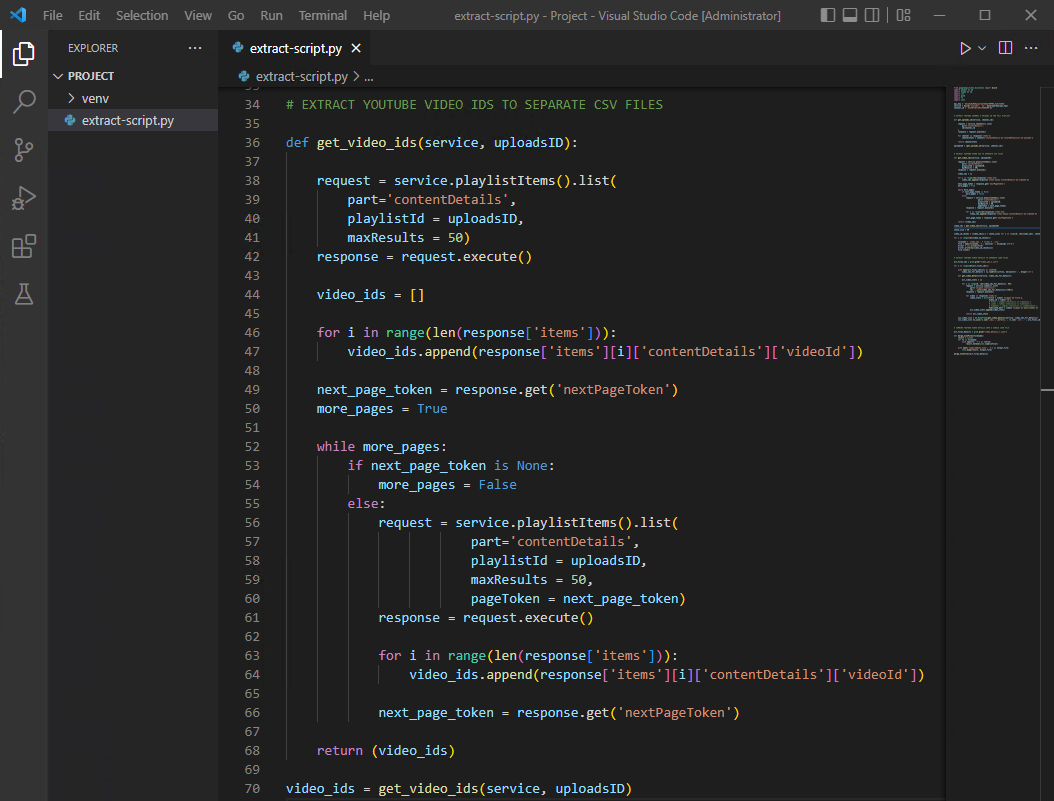 File Edit Selection View Go Run Terminal Help extract-script.py - Project - Visual Studio Code [Administrator]
EXPLORER
PROJECT
venv
extract-script.py
extract-script.py
extract-script.py > ...
34 # EXTRACT YOUTUBE VIDEO IDS TO SEPARATE CSV FILES
35
36 def get_video_ids(service, uploadsID):
37
38     request = service.playlistItems().list(
39         part='contentDetails',
40         playlistId = uploadsID,
41         maxResults = 50)
42     response = request.execute()
43
44     video_ids = []
45
46     for i in range(len(response['items'])):
47         video_ids.append(response['items'][i]['contentDetails']['videoId'])
48
49     next_page_token = response.get('nextPageToken')
50     more_pages = True
51
52     while more_pages:
53         if next_page_token is None:
54             more_pages = False
55         else:
56             request = service.playlistItems().list(
57                         part='contentDetails',
58                         playlistId = uploadsID,
59                         maxResults = 50,
60                         pageToken = next_page_token)
61             response = request.execute()
62
63             for i in range(len(response['items'])):
64                 video_ids.append(response['items'][i]['contentDetails']['videoId'])
65
66             next_page_token = response.get('nextPageToken')
67
68     return (video_ids)
69
70 video_ids = get_video_ids(service, uploadsID)